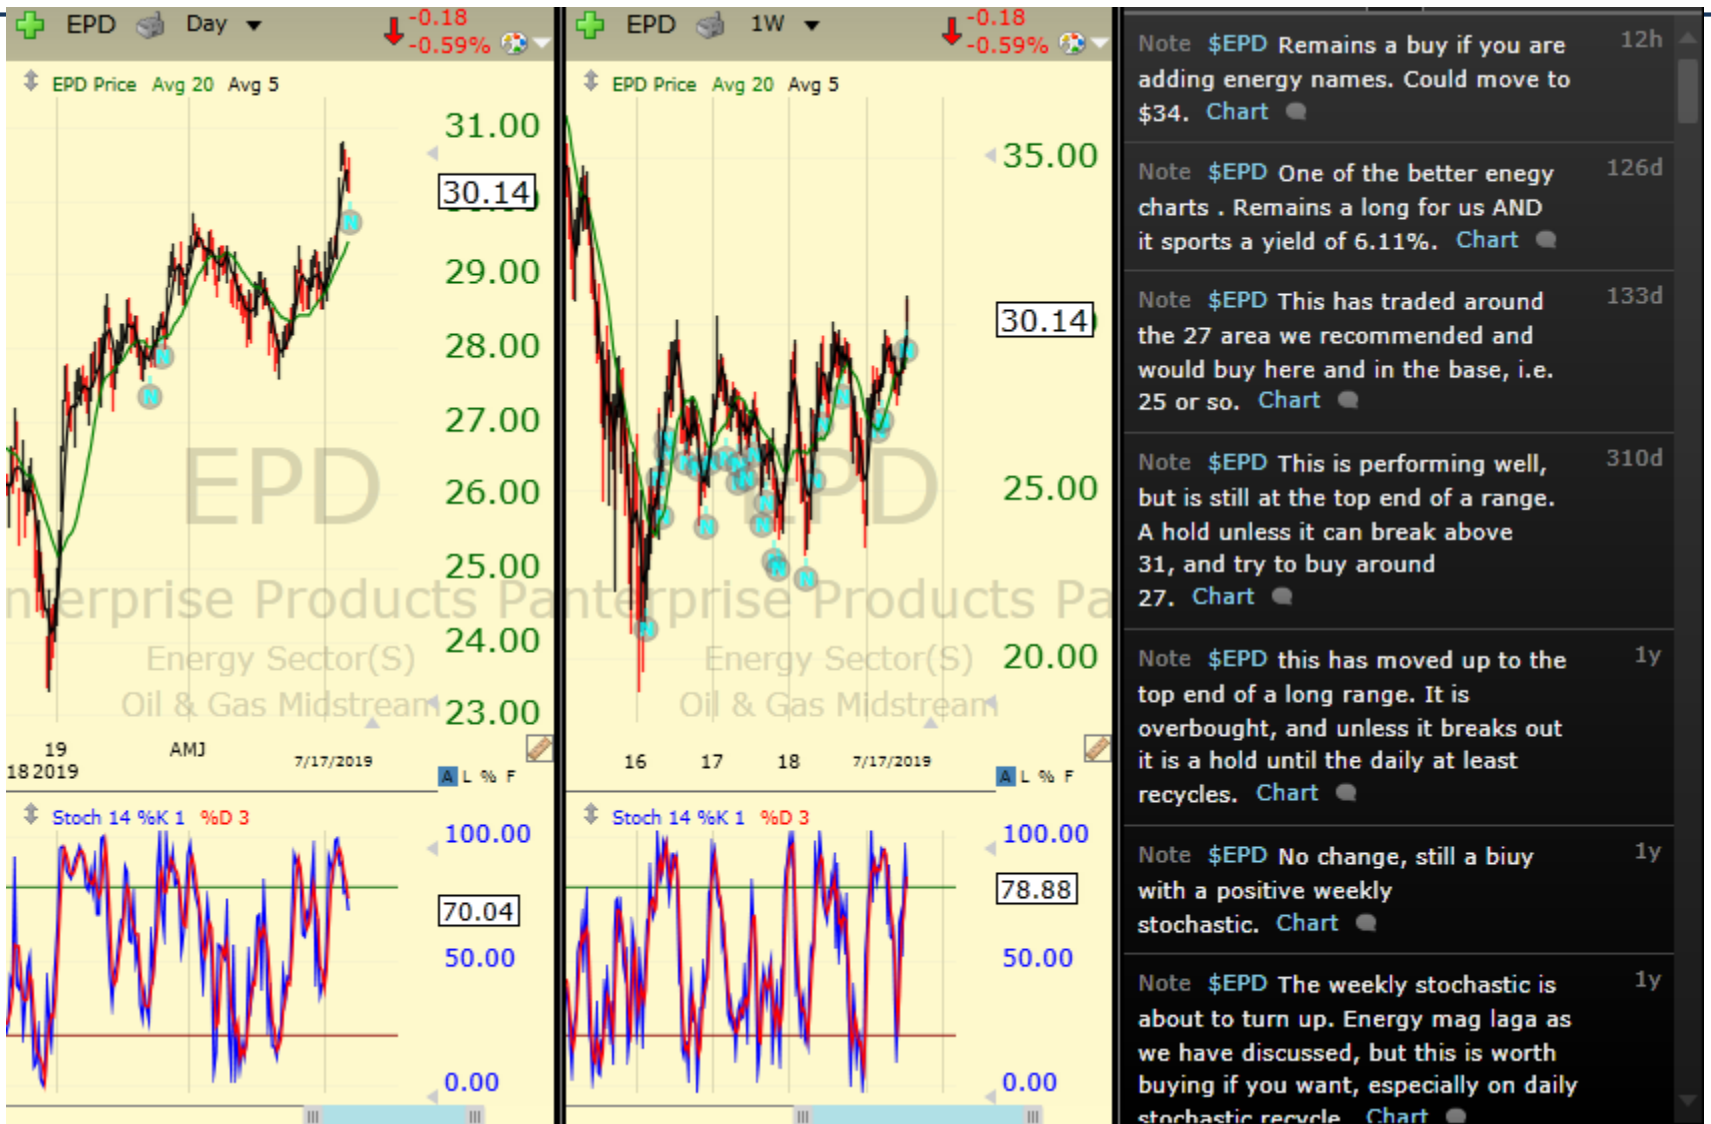 EPD Day
-0.18
-0.59%
EPD Price Avg 20 Avg 5
31.00
30.14
29.00
28.00
27.00
26.00
25.00
24.00
23.00
EPD
nterprise Products Pa
Energy Sector(S)
Oil & Gas Midstream
19 AMJ 7/17/2019
18 2019
A L % F
Stoch 14 %K 1 %D 3
100.00
70.04
50.00
0.00
EPD 1W
-0.18
-0.59%
EPD Price Avg 20 Avg 5
35.00
30.14
25.00
20.00
EPD
nterprise Products Pa
Energy Sector(S)
Oil & Gas Midstream
16 17 18 7/17/2019
A L % F
Stoch 14 %K 1 %D 3
100.00
78.88
50.00
0.00
Note $EPD Remains a buy if you are 12h
adding energy names. Could move to
$34. Chart
Note $EPD One of the better enegy 126d
charts . Remains a long for us AND
it sports a yield of 6.11%. Chart
Note $EPD This has traded around 133d
the 27 area we recommended and
would buy here and in the base, i.e.
25 or so. Chart
Note $EPD This is performing well, 310d
but is still at the top end of a range.
A hold unless it can break above
31, and try to buy around
27. Chart
Note $EPD this has moved up to the 1y
top end of a long range. It is
overbought, and unless it breaks out
it is a hold until the daily at least
recycles. Chart
Note $EPD No change, still a biuy 1y
with a positive weekly
stochastic. Chart
Note $EPD The weekly stochastic is 1y
about to turn up. Energy mag laga as
we have discussed, but this is worth
buying if you want, especially on daily
stochastic recycle. Chart